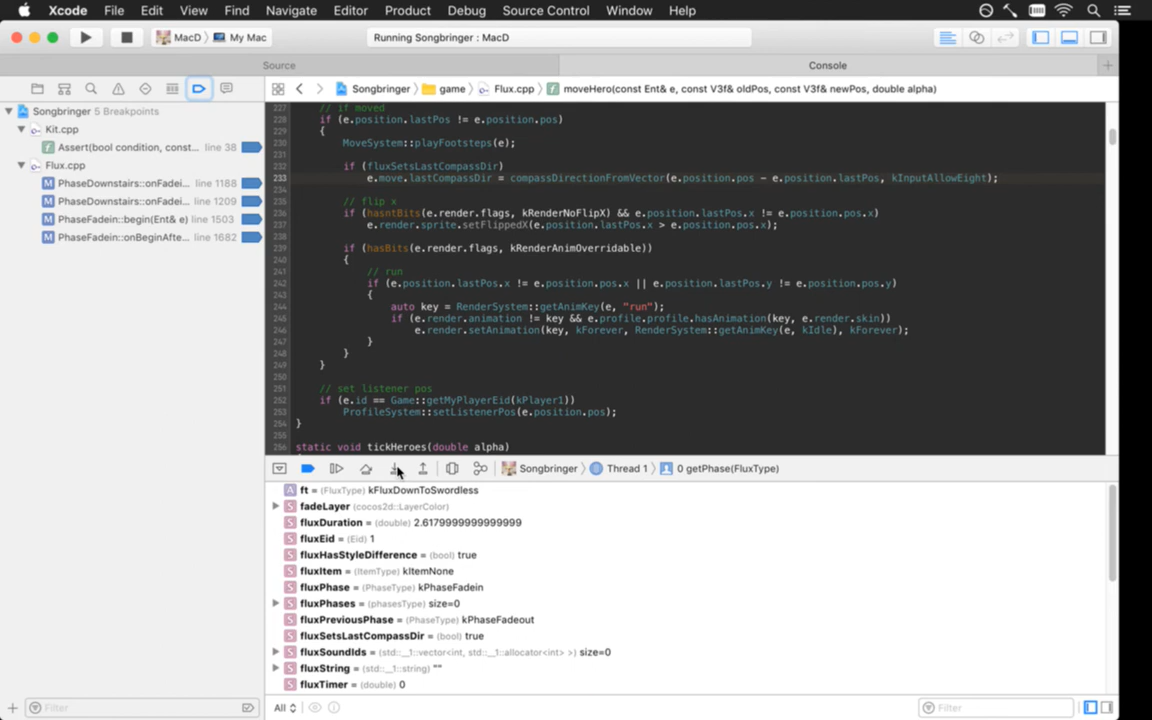 Xcode File Edit View Find Navigate Editor Product Debug Source Control Window Help
MacD › My Mac
Running Songbringer : MacD
Source
Console
Songbringer › game › Flux.cpp › moveHero(const Ent& e, const V3f& oldPos, const V3f& newPos, double alpha)
Songbringer 5 Breakpoints
Kit.cpp
Assert(bool condition, const... line 38
Flux.cpp
PhaseDownstairs::onFadei... line 1188
PhaseDownstairs::onFadei... line 1209
PhaseFadein::begin(Ent& e) line 1503
PhaseFadein::onBeginAfte... line 1682
227 // if moved
228 if (e.position.lastPos != e.position.pos)
229 {
230 MoveSystem::playFootsteps(e);
231
232 if (fluxSetsLastCompassDir)
233 e.move.lastCompassDir = compassDirectionFromVector(e.position.pos - e.position.lastPos, kInputAllowEight);
234
235 // flip x
236 if (hasntBits(e.render.flags, kRenderNoFlipX) && e.position.lastPos.x != e.position.pos.x)
237 e.render.sprite.setFlippedX(e.position.lastPos.x > e.position.pos.x);
238
239 if (hasBits(e.render.flags, kRenderAnimOverridable))
240 {
241 // run
242 if (e.position.lastPos.x != e.position.pos.x || e.position.lastPos.y != e.position.pos.y)
243 {
244 auto key = RenderSystem::getAnimKey(e, "run");
245 if (e.render.animation != key && e.profile.profile.hasAnimation(key, e.render.skin))
246 e.render.setAnimation(key, kForever, RenderSystem::getAnimKey(e, kIdle), kForever);
247 }
248 }
249 }
250
251 // set listener pos
252 if (e.id == Game::getMyPlayerEid(kPlayer1))
253 ProfileSystem::setListenerPos(e.position.pos);
254 }
255
256 static void tickHeroes(double alpha)
Songbringer › Thread 1 › 0 getPhase(FluxType)
A ft = (FluxType) kFluxDownToSwordless
S fadeLayer (cocos2d::LayerColor)
S fluxDuration = (double) 2.6179999999999999
S fluxEid = (Eid) 1
S fluxHasStyleDifference = (bool) true
S fluxItem = (ItemType) kItemNone
S fluxPhase = (PhaseType) kPhaseFadein
S fluxPhases = (phasesType) size=0
S fluxPreviousPhase = (PhaseType) kPhaseFadeout
S fluxSetsLastCompassDir = (bool) true
S fluxSoundIds = (std::__1::vector<int, std::__1::allocator<int> >) size=0
S fluxString = (std::__1::string) ""
S fluxTimer = (double) 0
Filter
All
Filter